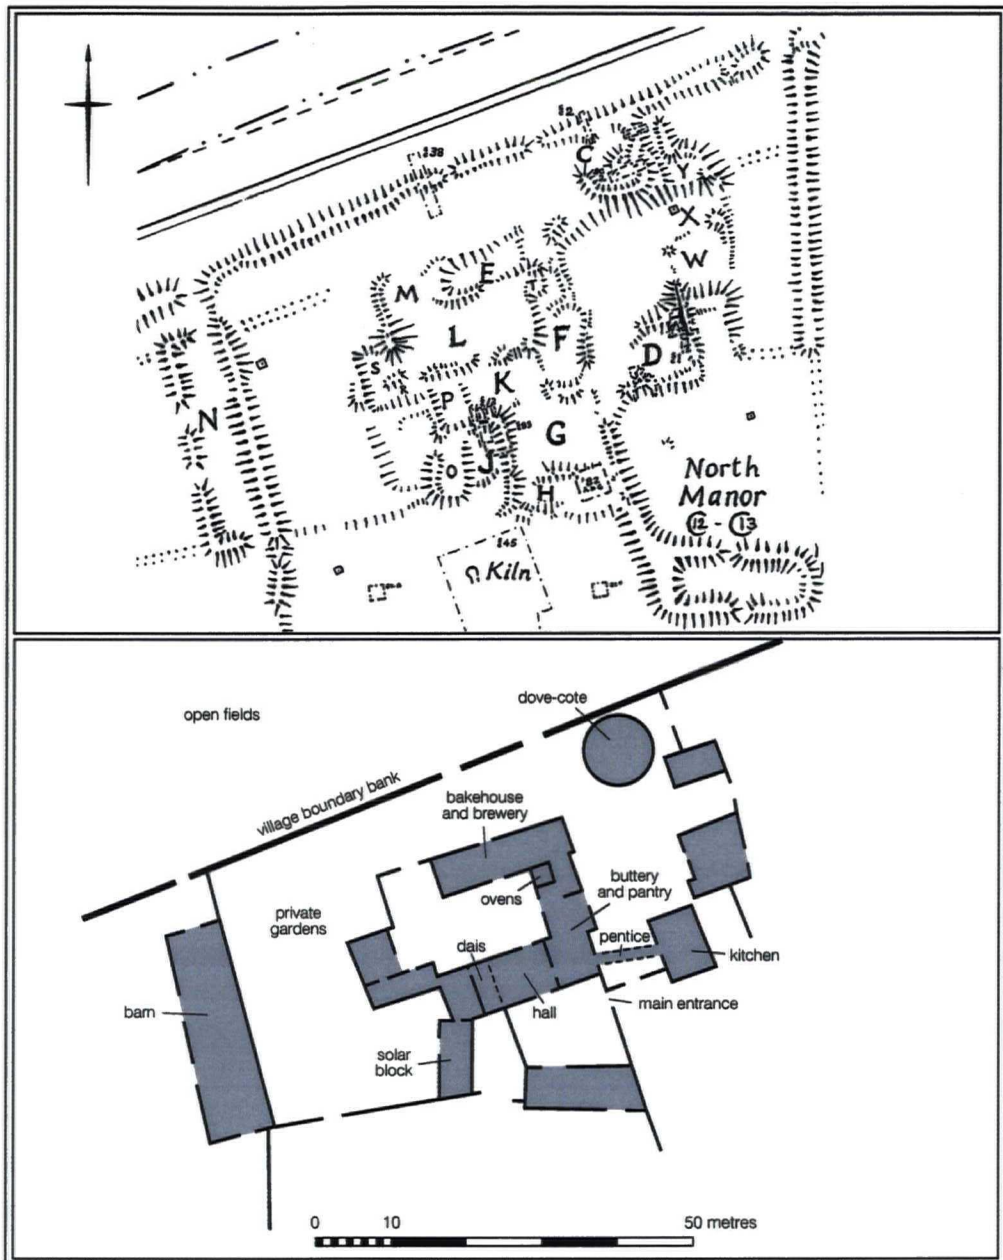 138
C
Y
X
W
M
E
T
L
F
D
S
K
P
N
G
O
J
H
North
Manor
C12 - C13
Kiln
open fields
dove-cote
village boundary bank
bakehouse
and brewery
ovens
buttery
and pantry
private
gardens
dais
pentice
kitchen
barn
hall
main entrance
solar
block
0 10 50 metres